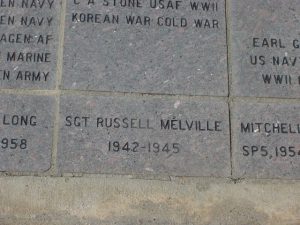 EN NAVY
EN NAVY
AGEN AF
MARINE
EN ARMY
C A STONE USAF WWII
KOREAN WAR COLD WAR
EARL
US NAV
WWII
LONG
958
SGT RUSSELL MELVILLE
1942-1945
MITCHELL
SP5, 1954